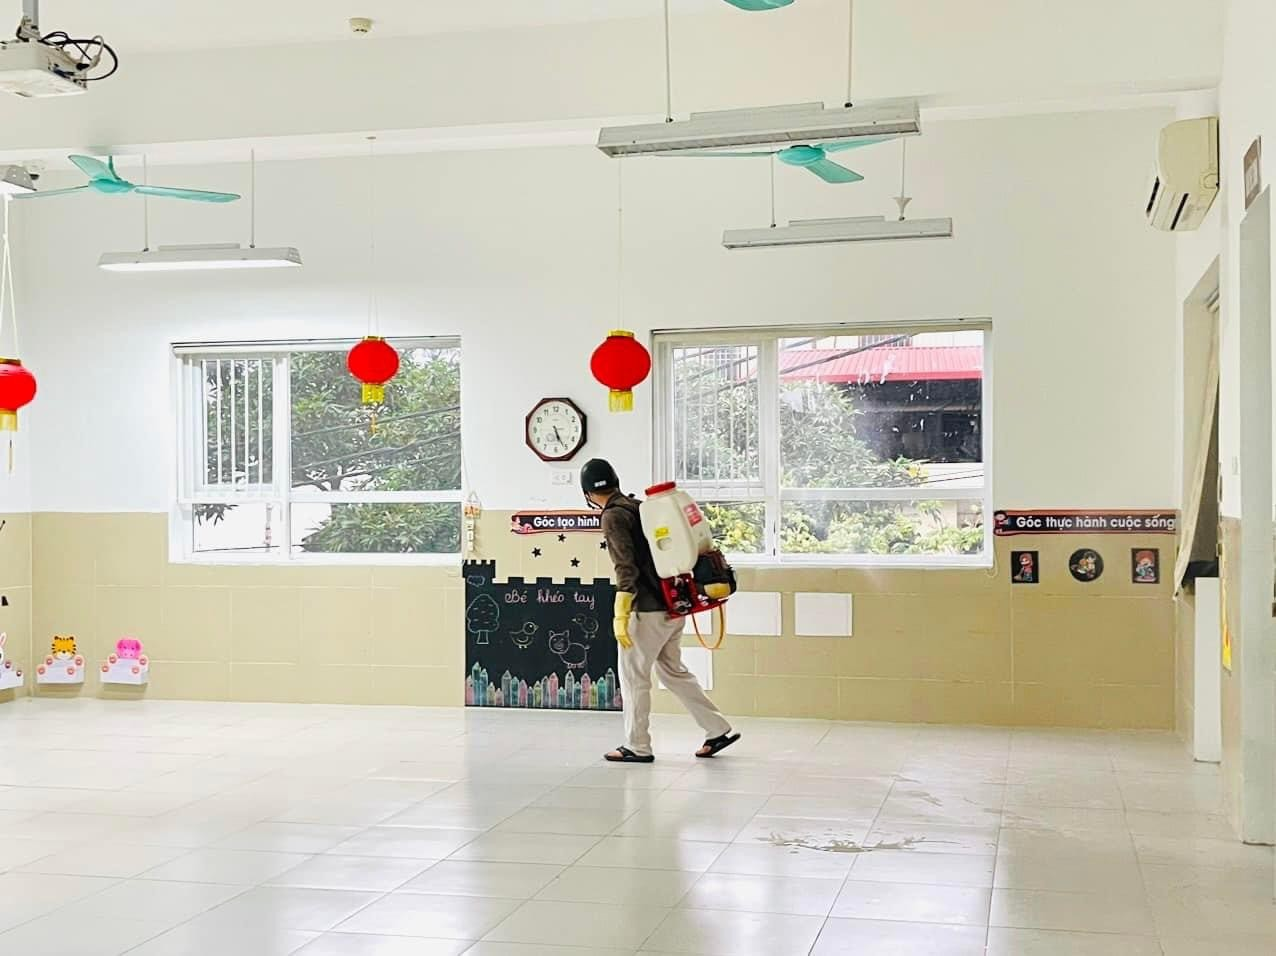 Góc tạo hình
Góc thực hành cuộc sống
Bé khéo tay